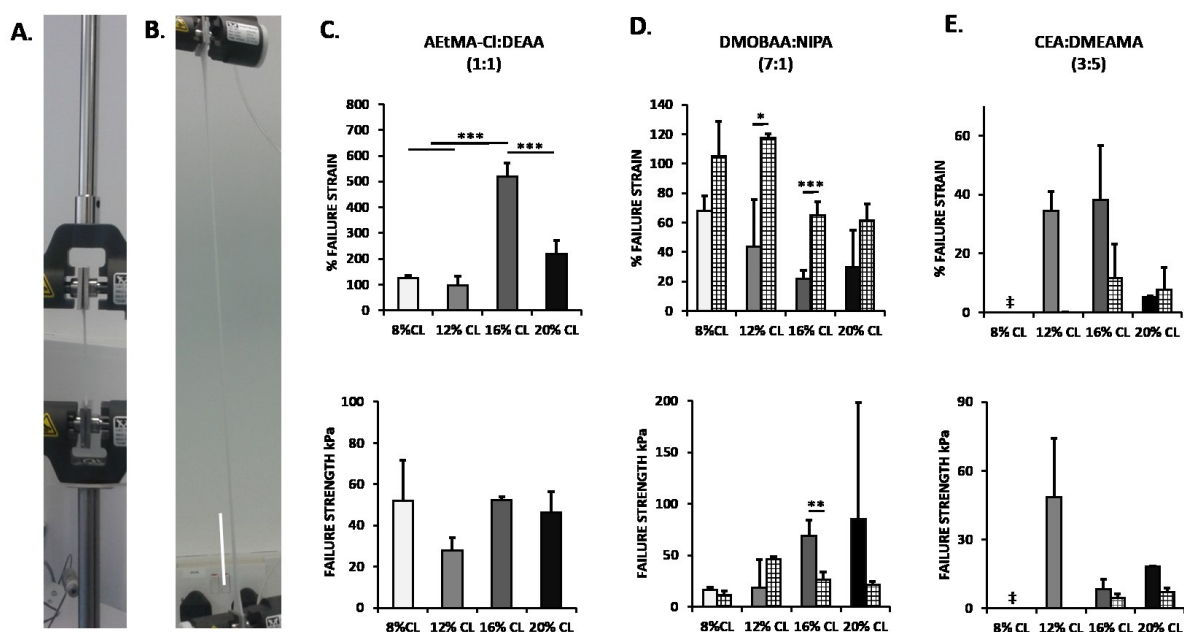 A.
B.
C.
AEtMA-Cl:DEAA
(1:1)
% FAILURE STRAIN
800
700
600
500
400
300
200
100
0
***
***
8%CL 12% CL 16% CL 20% CL
FAILURE STRENGTH kPa
100
80
60
40
20
0
8%CL 12% CL 16% CL 20% CL
D.
DMOBAA:NIPA
(7:1)
% FAILURE STRAIN
140
120
100
80
60
40
20
0
*
***
8%CL 12% CL 16% CL 20% CL
FAILURE STRENGTH kPa
200
150
100
50
0
**
8%CL 12% CL 16% CL 20% CL
E.
CEA:DMEAMA
(3:5)
% FAILURE STRAIN
60
40
20
0
‡
8% CL 12% CL 16% CL 20% CL
FAILURE STRENGTH kPa
90
60
30
0
‡
8% CL 12% CL 16% CL 20% CL